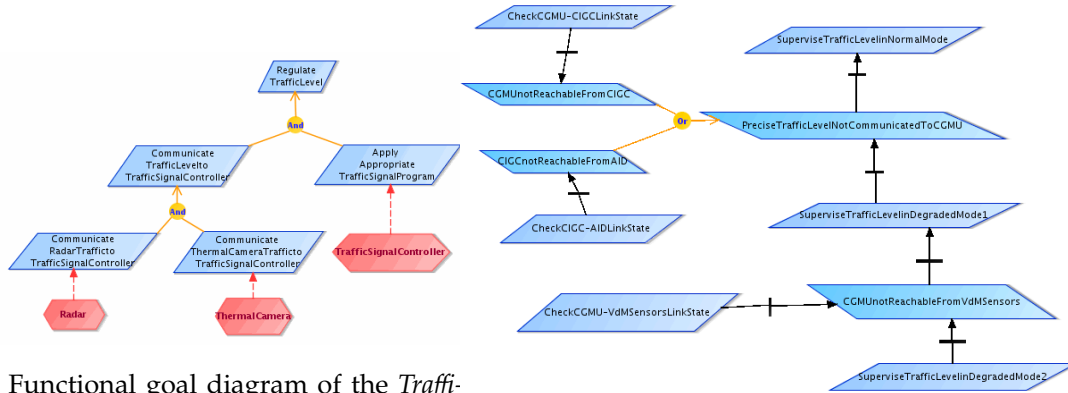 Regulate
TrafficLevel
And
Communicate
TrafficLevelto
TrafficSignalController
Apply
Appropriate
TrafficSignalProgram
And
Communicate
RadarTrafficto
TrafficSignalController
Communicate
ThermalCameraTrafficto
TrafficSignalController
TrafficSignalController
Radar
ThermalCamera
Functional goal diagram of the Traffi-
CheckCGMU-CIGCLinkState
SuperviseTrafficLevelinNormalMode
CGMUnotReachableFromCIGC
Or
PreciseTrafficLevelNotCommunicatedToCGMU
CIGCnotReachableFromAID
CheckCIGC-AIDLinkState
SuperviseTrafficLevelinDegradedMode1
CheckCGMU-VdMSensorsLinkState
CGMUnotReachableFromVdMSensors
SuperviseTrafficLevelinDegradedMode2